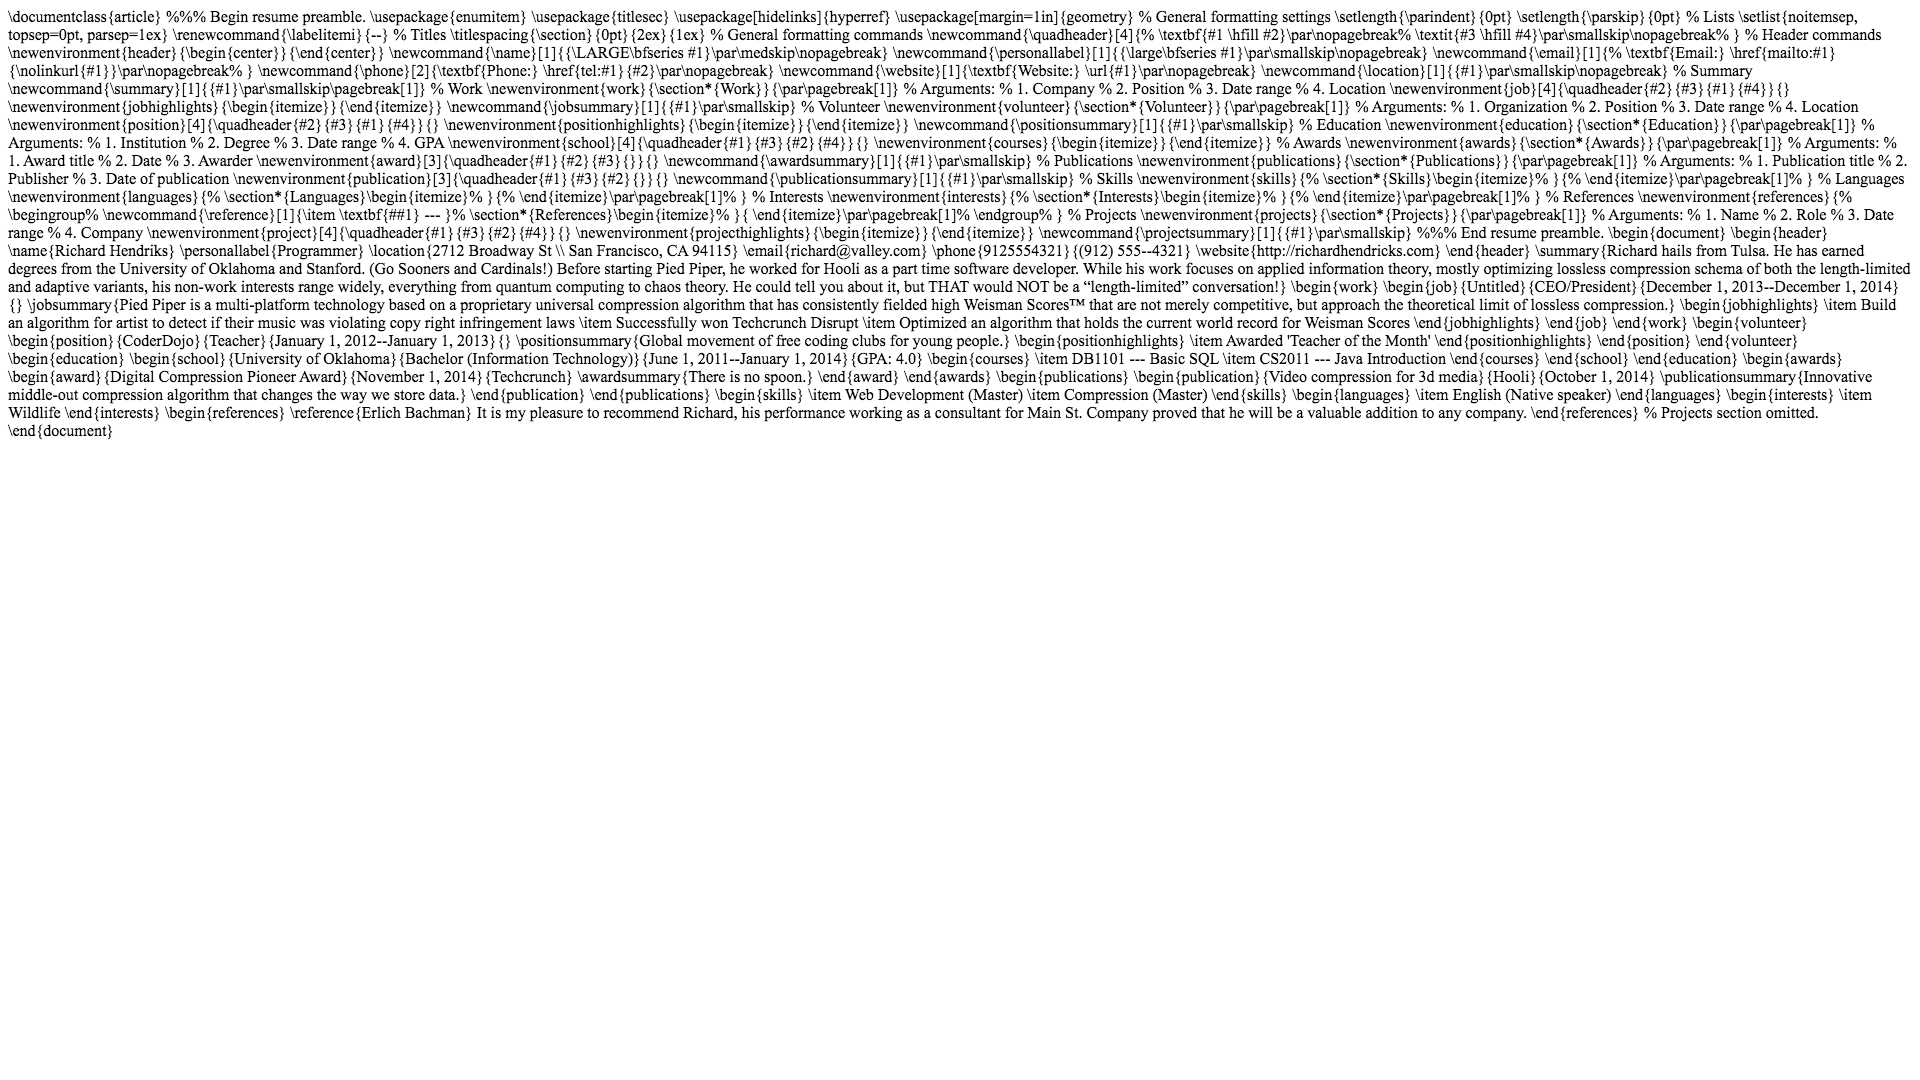 \documentclass{article} %%% Begin resume preamble. \usepackage{enumitem} \usepackage{titlesec} \usepackage[hidelinks]{hyperref} \usepackage[margin=1in]{geometry} % General formatting settings \setlength{\parindent}{0pt} \setlength{\parskip}{0pt} % Lists \setlist{noitemsep,
topsep=0pt, parsep=1ex} \renewcommand{\labelitemi}{--} % Titles \titlespacing{\section}{0pt}{2ex}{1ex} % General formatting commands \newcommand{\quadheader}[4]{% \textbf{#1 \hfill #2}\par\nopagebreak% \textit{#3 \hfill #4}\par\smallskip\nopagebreak% } % Header commands
\newenvironment{header}{\begin{center}}{\end{center}} \newcommand{\name}[1]{{\LARGE\bfseries #1}\par\medskip\nopagebreak} \newcommand{\personallabel}[1]{{\large\bfseries #1}\par\smallskip\nopagebreak} \newcommand{\email}[1]{% \textbf{Email:} \href{mailto:#1}
{\nolinkurl{#1}}\par\nopagebreak% } \newcommand{\phone}[2]{\textbf{Phone:} \href{tel:#1}{#2}\par\nopagebreak} \newcommand{\website}[1]{\textbf{Website:} \url{#1}\par\nopagebreak} \newcommand{\location}[1]{{#1}\par\smallskip\nopagebreak} % Summary
\newcommand{\summary}[1]{{#1}\par\smallskip\pagebreak[1]} % Work \newenvironment{work}{\section*{Work}}{\par\pagebreak[1]} % Arguments: % 1. Company % 2. Position % 3. Date range % 4. Location \newenvironment{job}[4]{\quadheader{#2}{#3}{#1}{#4}}{}
\newenvironment{jobhighlights}{\begin{itemize}}{\end{itemize}} \newcommand{\jobsummary}[1]{{#1}\par\smallskip} % Volunteer \newenvironment{volunteer}{\section*{Volunteer}}{\par\pagebreak[1]} % Arguments: % 1. Organization % 2. Position % 3. Date range % 4. Location
\newenvironment{position}[4]{\quadheader{#2}{#3}{#1}{#4}}{} \newenvironment{positionhighlights}{\begin{itemize}}{\end{itemize}} \newcommand{\positionsummary}[1]{{#1}\par\smallskip} % Education \newenvironment{education}{\section*{Education}}{\par\pagebreak[1]} %
Arguments: % 1. Institution % 2. Degree % 3. Date range % 4. GPA \newenvironment{school}[4]{\quadheader{#1}{#3}{#2}{#4}}{} \newenvironment{courses}{\begin{itemize}}{\end{itemize}} % Awards \newenvironment{awards}{\section*{Awards}}{\par\pagebreak[1]} % Arguments: %
1. Award title % 2. Date % 3. Awarder \newenvironment{award}[3]{\quadheader{#1}{#2}{#3}{}}{} \newcommand{\awardsummary}[1]{{#1}\par\smallskip} % Publications \newenvironment{publications}{\section*{Publications}}{\par\pagebreak[1]} % Arguments: % 1. Publication title % 2.
Publisher % 3. Date of publication \newenvironment{publication}[3]{\quadheader{#1}{#3}{#2}{}}{} \newcommand{\publicationsummary}[1]{{#1}\par\smallskip} % Skills \newenvironment{skills}{% \section*{Skills}\begin{itemize}% }{% \end{itemize}\par\pagebreak[1]% } % Languages
\newenvironment{languages}{% \section*{Languages}\begin{itemize}% }{% \end{itemize}\par\pagebreak[1]% } % Interests \newenvironment{interests}{% \section*{Interests}\begin{itemize}% }{% \end{itemize}\par\pagebreak[1]% } % References \newenvironment{references}{%
\begingroup% \newcommand{\reference}[1]{\item \textbf{##1} --- }% \section*{References}\begin{itemize}% }{ \end{itemize}\par\pagebreak[1]% \endgroup% } % Projects \newenvironment{projects}{\section*{Projects}}{\par\pagebreak[1]} % Arguments: % 1. Name % 2. Role % 3. Date
range % 4. Company \newenvironment{project}[4]{\quadheader{#1}{#3}{#2}{#4}}{} \newenvironment{projecthighlights}{\begin{itemize}}{\end{itemize}} \newcommand{\projectsummary}[1]{{#1}\par\smallskip} %%% End resume preamble. \begin{document} \begin{header}
\name{Richard Hendriks} \personallabel{Programmer} \location{2712 Broadway St \\ San Francisco, CA 94115} \email{richard@valley.com} \phone{9125554321}{(912) 555--4321} \website{http://richardhendricks.com} \end{header} \summary{Richard hails from Tulsa. He has earned
degrees from the University of Oklahoma and Stanford. (Go Sooners and Cardinals!) Before starting Pied Piper, he worked for Hooli as a part time software developer. While his work focuses on applied information theory, mostly optimizing lossless compression schema of both the length-limited
and adaptive variants, his non-work interests range widely, everything from quantum computing to chaos theory. He could tell you about it, but THAT would NOT be a “length-limited” conversation!} \begin{work} \begin{job}{Untitled}{CEO/President}{December 1, 2013--December 1, 2014}
{} \jobsummary{Pied Piper is a multi-platform technology based on a proprietary universal compression algorithm that has consistently fielded high Weisman Scores™ that are not merely competitive, but approach the theoretical limit of lossless compression.} \begin{jobhighlights} \item Build
an algorithm for artist to detect if their music was violating copy right infringement laws \item Successfully won Techcrunch Disrupt \item Optimized an algorithm that holds the current world record for Weisman Scores \end{jobhighlights} \end{job} \end{work} \begin{volunteer}
\begin{position}{CoderDojo}{Teacher}{January 1, 2012--January 1, 2013}{} \positionsummary{Global movement of free coding clubs for young people.} \begin{positionhighlights} \item Awarded 'Teacher of the Month' \end{positionhighlights} \end{position} \end{volunteer}
\begin{education} \begin{school}{University of Oklahoma}{Bachelor (Information Technology)}{June 1, 2011--January 1, 2014}{GPA: 4.0} \begin{courses} \item DB1101 --- Basic SQL \item CS2011 --- Java Introduction \end{courses} \end{school} \end{education} \begin{awards}
\begin{award}{Digital Compression Pioneer Award}{November 1, 2014}{Techcrunch} \awardsummary{There is no spoon.} \end{award} \end{awards} \begin{publications} \begin{publication}{Video compression for 3d media}{Hooli}{October 1, 2014} \publicationsummary{Innovative
middle-out compression algorithm that changes the way we store data.} \end{publication} \end{publications} \begin{skills} \item Web Development (Master) \item Compression (Master) \end{skills} \begin{languages} \item English (Native speaker) \end{languages} \begin{interests} \item
Wildlife \end{interests} \begin{references} \reference{Erlich Bachman} It is my pleasure to recommend Richard, his performance working as a consultant for Main St. Company proved that he will be a valuable addition to any company. \end{references} % Projects section omitted.
\end{document}